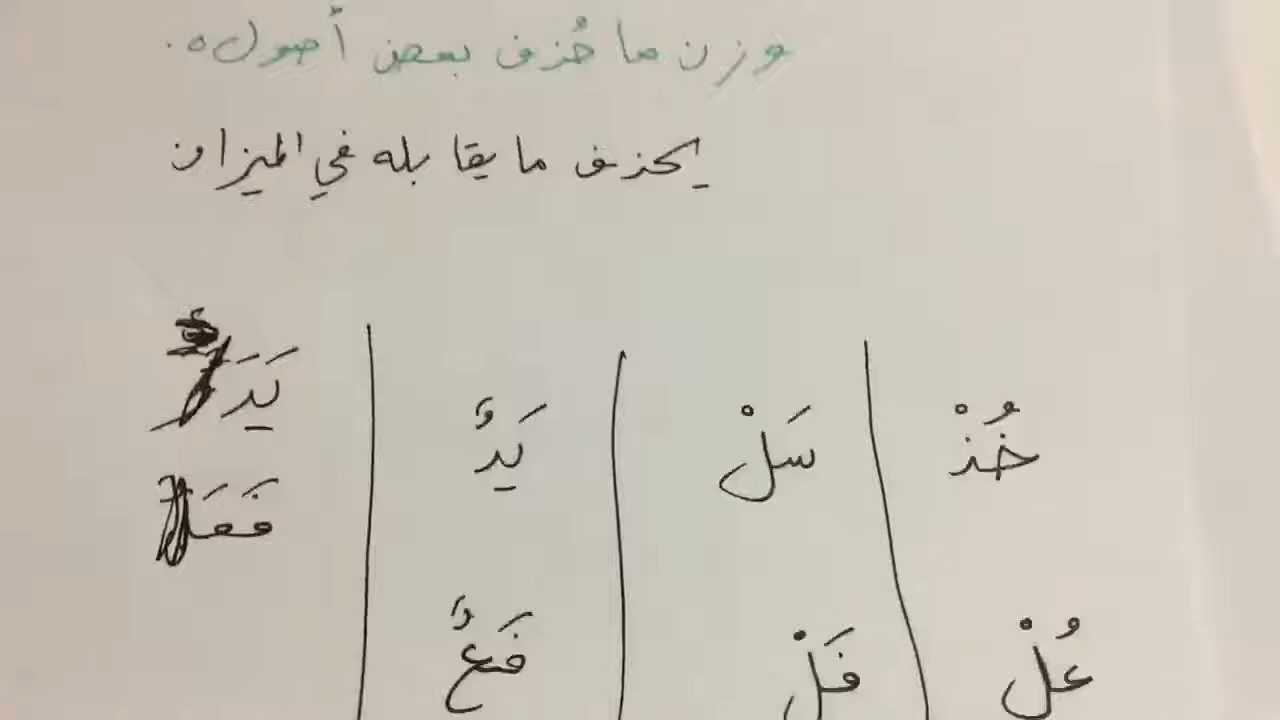 وزن ما حُذف بعض أصوله.
يحذف ما يقابله في الميزان
خُذْ سَلْ يَدٌ يَدَ
عُلْ فَلْ فَعٌ فَعَل